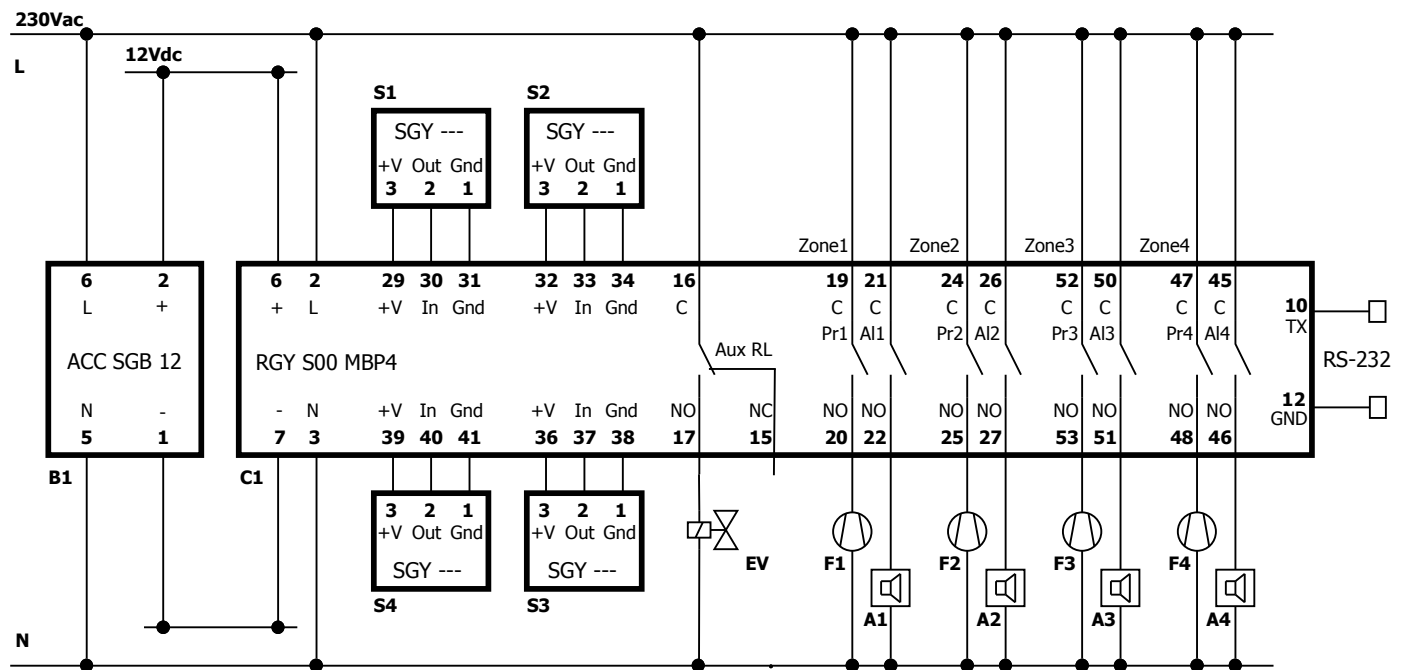 230Vac
L
12Vdc
S1
S2
SGY ---
SGY ---
+V Out Gnd
+V Out Gnd
3 2 1
3 2 1
Zone1 Zone2 Zone3 Zone4
6 2
6 2 29 30 31 32 33 34 16 19 21 24 26 52 50 47 45
L +
+ L +V In Gnd +V In Gnd C C C C C C C C C
10
TX
Pr1 Al1 Pr2 Al2 Pr3 Al3 Pr4 Al4
Aux RL
ACC SGB 12
RGY S00 MBP4
RS-232
N -
- N +V In Gnd +V In Gnd NO NC NO NO NO NO NO NO NO NO
12
GND
5 1
7 3 39 40 41 36 37 38 17 15 20 22 25 27 53 51 48 46
B1
C1
3 2 1
3 2 1
+V Out Gnd
+V Out Gnd
SGY ---
SGY ---
EV
F1
F2
F3
F4
S4
S3
A1
A2
A3
A4
N